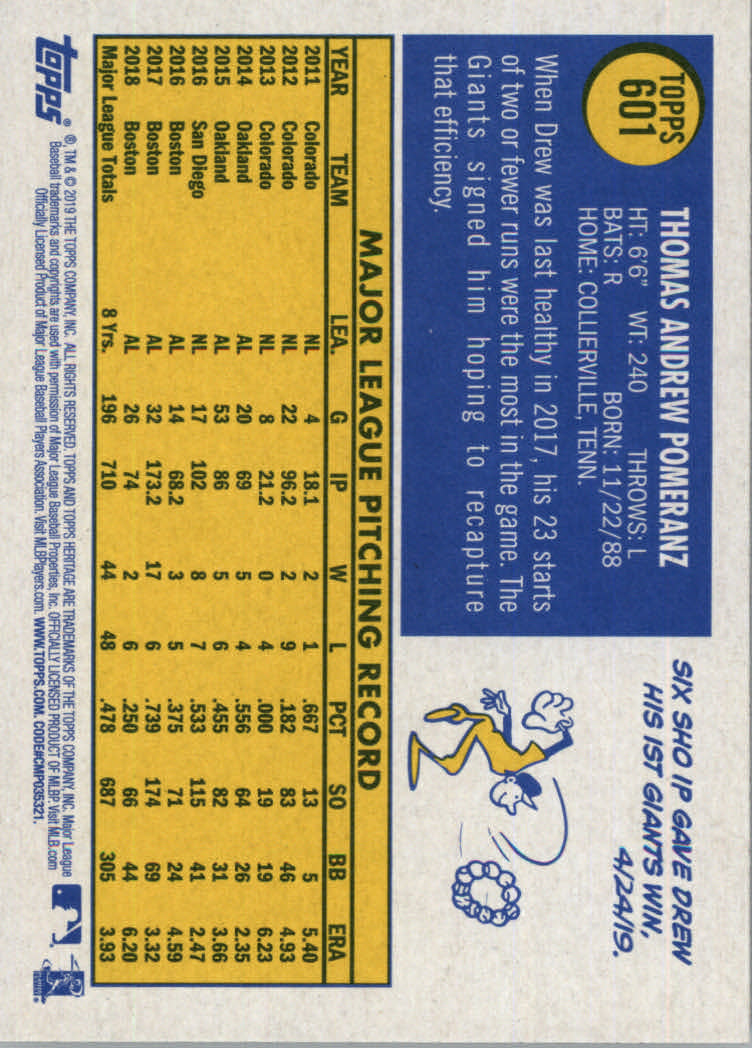 TOPPS
601
THOMAS ANDREW POMERANZ
HT: 6'6" WT: 240 THROWS: L
BATS: R BORN: 11/22/88
HOME: COLLIERVILLE, TENN.
When Drew was last healthy in 2017, his 23 starts
of two or fewer runs were the most in the game. The
Giants signed him hoping to recapture
that efficiency.
SIX SHO IP GAVE DREW
HIS 1ST GIANTS WIN,
4/24/19.
MAJOR LEAGUE PITCHING RECORD
YEAR TEAM LEA. G IP W L PCT SO BB ERA
2011 Colorado NL 4 18.1 2 1 .667 13 5 5.40
2012 Colorado NL 22 96.2 2 9 .182 83 46 4.93
2013 Colorado NL 8 21.2 0 4 .000 19 19 6.23
2014 Oakland AL 20 69 5 4 .556 64 26 2.35
2015 Oakland AL 53 86 5 6 .455 82 31 3.66
2016 San Diego NL 17 102 8 7 .533 115 41 2.47
2016 Boston AL 14 68.2 3 5 .375 71 24 4.59
2017 Boston AL 32 173.2 17 6 .739 174 69 3.32
2018 Boston AL 26 74 2 6 .250 66 44 6.20
Major League Totals 8 Yrs. 196 710 44 48 .478 687 305 3.93
topps®
®, TM & © 2019 THE TOPPS COMPANY, INC. ALL RIGHTS RESERVED. TOPPS AND TOPPS HERITAGE ARE TRADEMARKS OF THE TOPPS COMPANY, INC. Major League
Baseball trademarks and copyrights are used with permission of Major League Baseball Properties, Inc. OFFICIALLY LICENSED PRODUCT OF MLBP. Visit MLB.com
Officially Licensed Product of Major League Baseball Players Association. Visit MLBPlayers.com. WWW.TOPPS.COM. CODE#CMP035321.